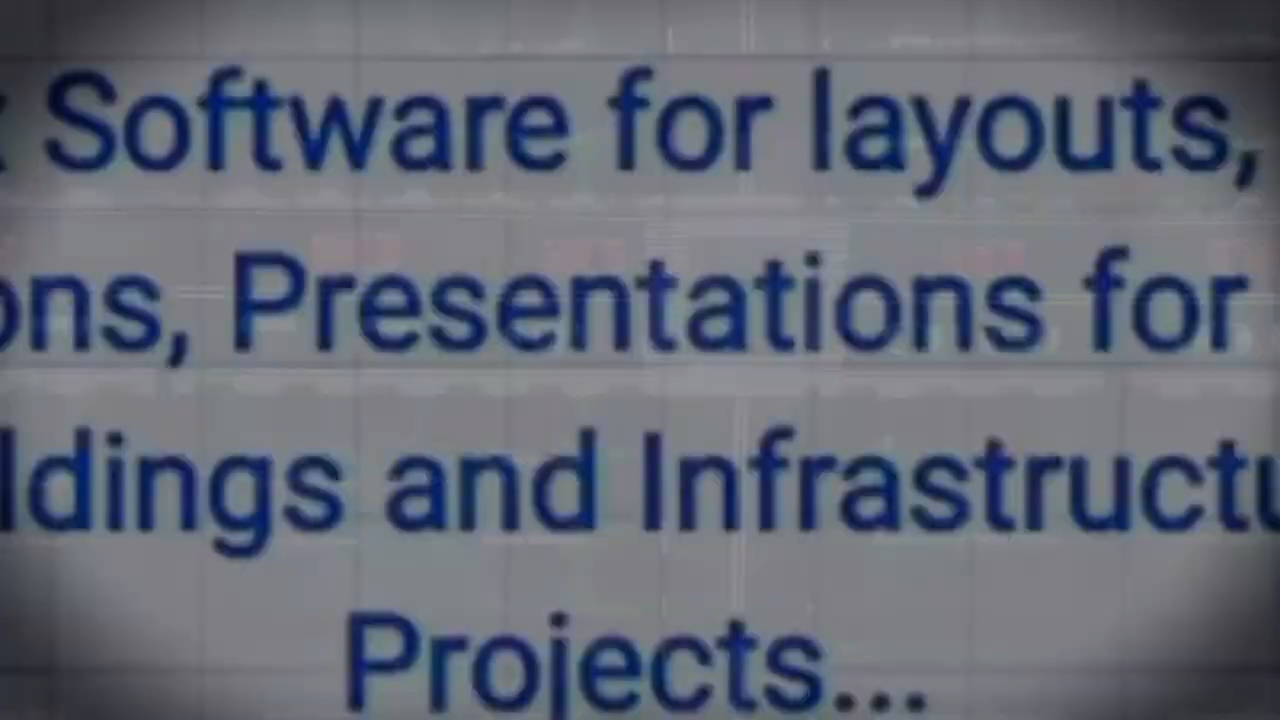 Software for layouts,
ons, Presentations for
ldings and Infrastructu
Projects...